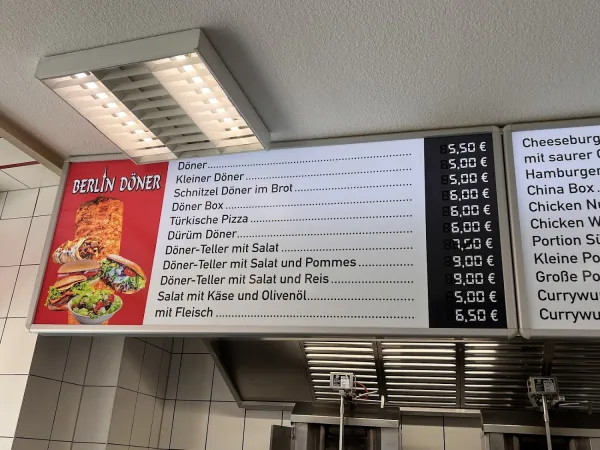 BERLIN DÖNER
Döner 5,50 €
Kleiner Döner 5,00 €
Schnitzel Döner im Brot 5,00 €
Döner Box 6,00 €
Türkische Pizza 6,00 €
Dürüm Döner 6,00 €
Döner-Teller mit Salat 7,50 €
Döner-Teller mit Salat und Pommes 9,00 €
Döner-Teller mit Salat und Reis 9,00 €
Salat mit Käse und Olivenöl 5,00 €
mit Fleisch 6,50 €
Cheeseburg
mit saurer
Hamburger
China Box
Chicken Nu
Chicken W
Portion Sü
Kleine Po
Große Po
Currywu
Currywu